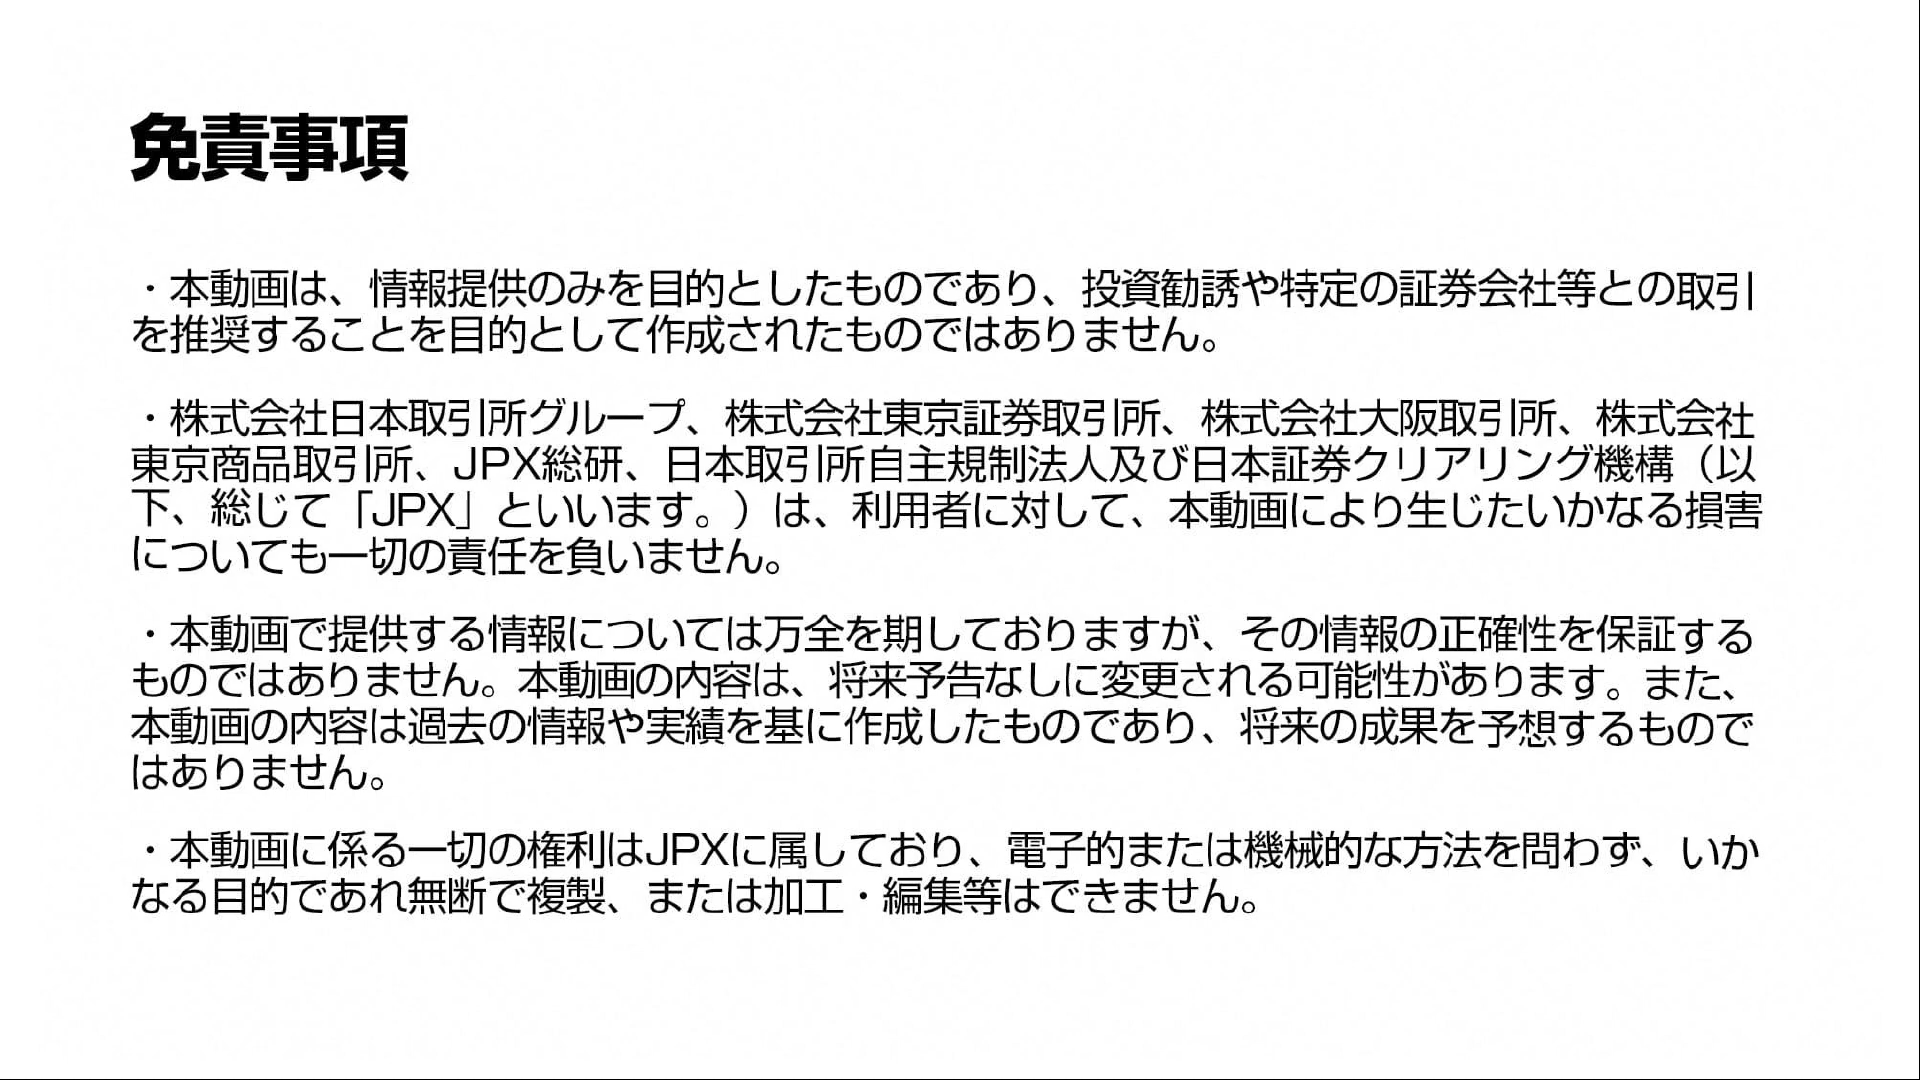 免責事項
・本動画は、情報提供のみを目的としたものであり、投資勧誘や特定の証券会社等との取引
を推奨することを目的として作成されたものではありません。
・株式会社日本取引所グループ、株式会社東京証券取引所、株式会社大阪取引所、株式会社
東京商品取引所、JPX総研、日本取引所自主規制法人及び日本証券クリアリング機構（以
下、総じて「JPX」といいます。）は、利用者に対して、本動画により生じたいかなる損害
についても一切の責任を負いません。
・本動画で提供する情報については万全を期しておりますが、その情報の正確性を保証する
ものではありません。本動画の内容は、将来予告なしに変更される可能性があります。また、
本動画の内容は過去の情報や実績を基に作成したものであり、将来の成果を予想するもので
はありません。
・本動画に係る一切の権利はJPXに属しており、電子的または機械的な方法を問わず、いか
なる目的であれ無断で複製、または加工・編集等はできません。